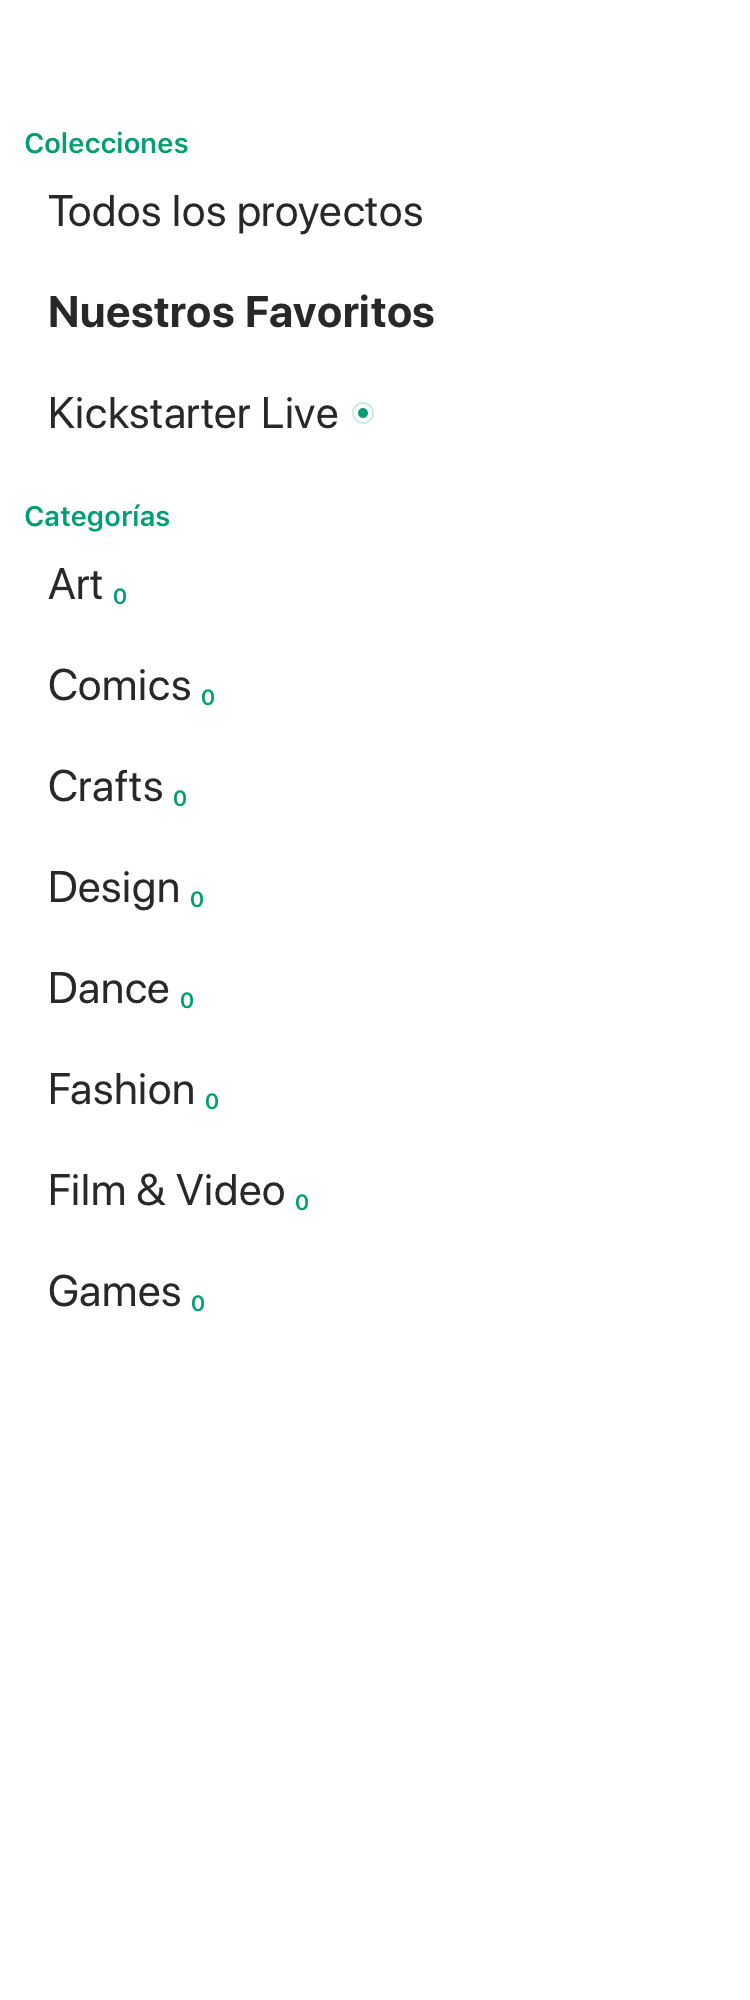 Colecciones
Todos los proyectos
Nuestros Favoritos
Kickstarter Live
Categorías
Art 0
Comics 0
Crafts 0
Design 0
Dance 0
Fashion 0
Film & Video 0
Games 0